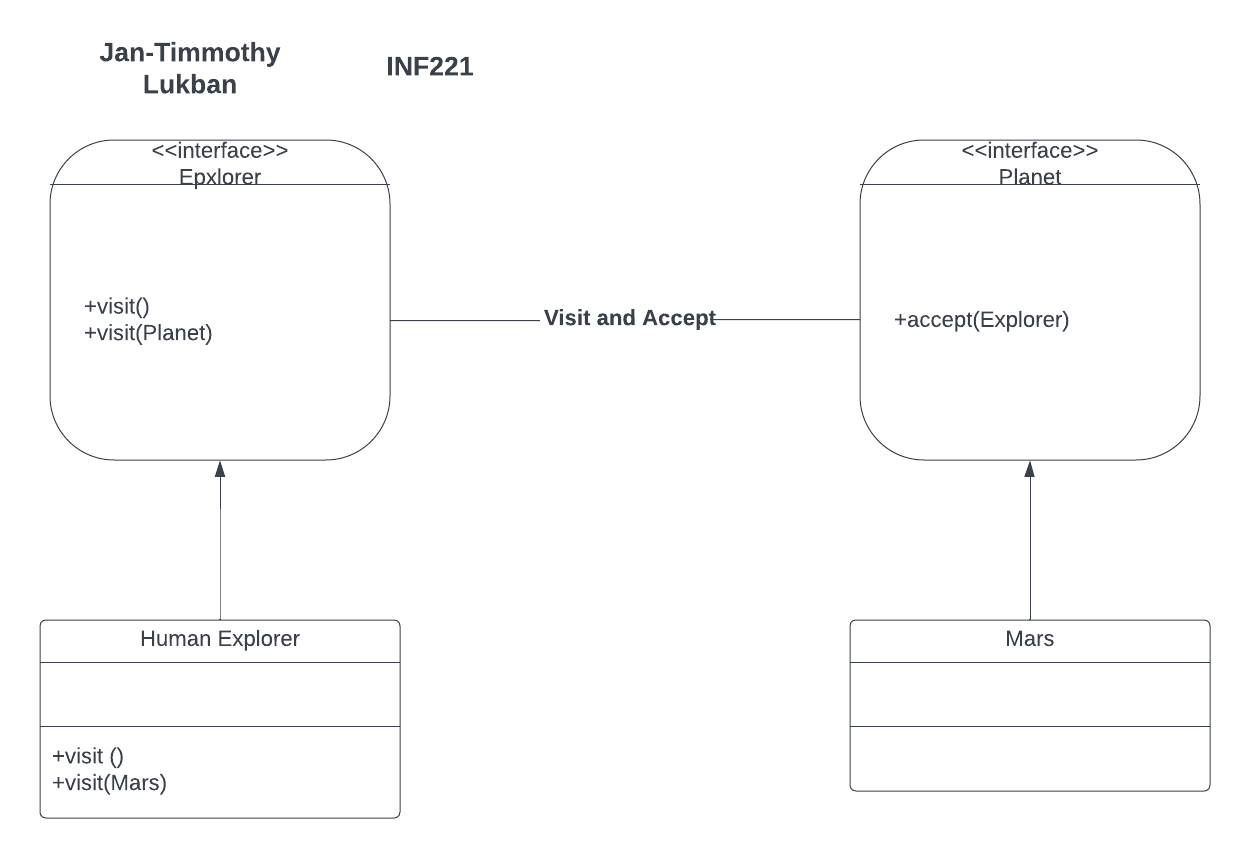 Jan-Timmothy
Lukban
INF221
<<interface>>
Epxlorer
+visit()
+visit(Planet)
Visit and Accept
<<interface>>
Planet
+accept(Explorer)
Human Explorer
+visit ()
+visit(Mars)
Mars